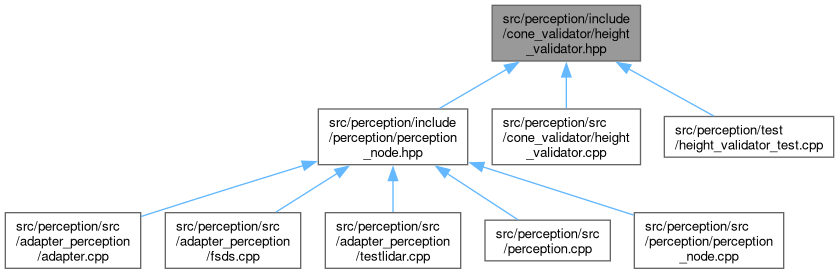 src/perception/include
/cone_validator/height
_validator.hpp
src/perception/include
/perception/perception
_node.hpp
src/perception/src
/cone_validator/height
_validator.cpp
src/perception/test
/height_validator_test.cpp
src/perception/src
/adapter_perception
/adapter.cpp
src/perception/src
/adapter_perception
/fsds.cpp
src/perception/src
/adapter_perception
/testlidar.cpp
src/perception/src
/perception.cpp
src/perception/src
/perception/perception
_node.cpp